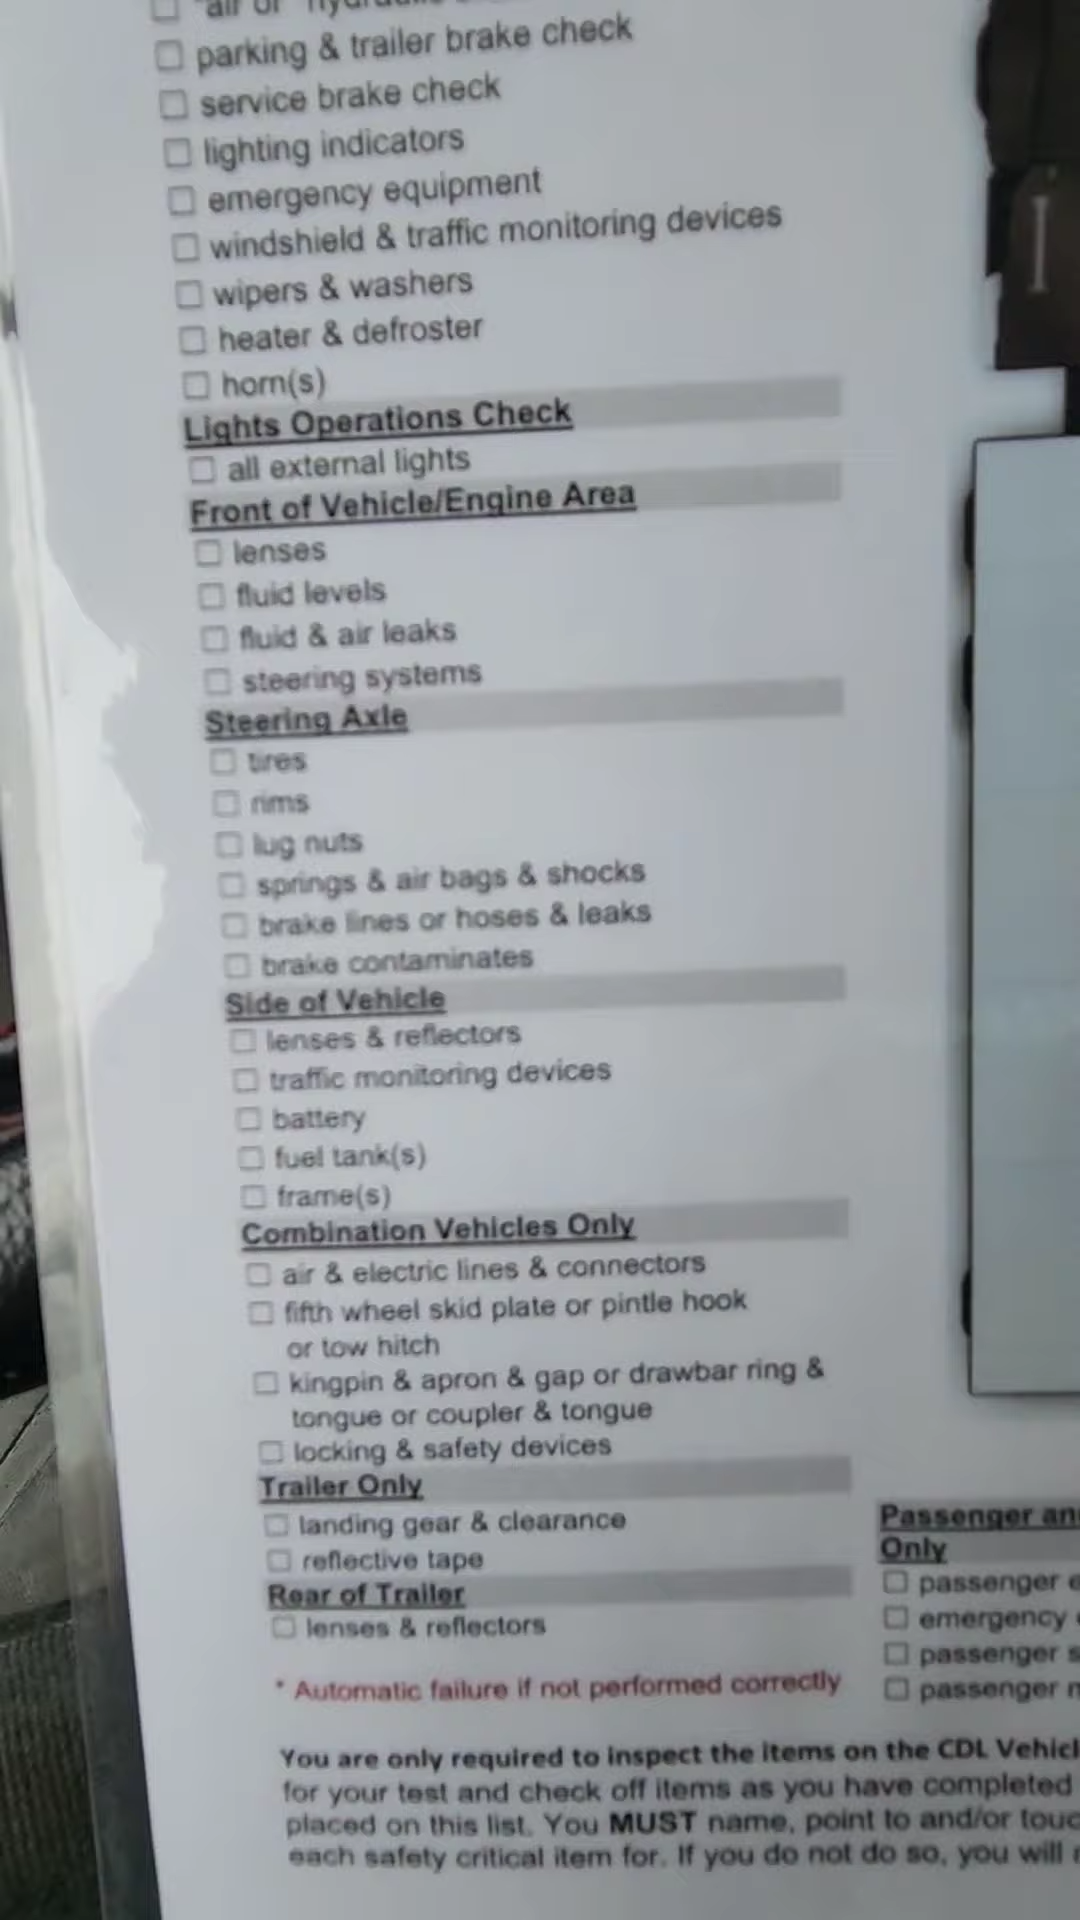 *air or *hydraulic
parking & trailer brake check
service brake check
lighting indicators
emergency equipment
windshield & traffic monitoring devices
wipers & washers
heater & defroster
horn(s)
Lights Operations Check
all external lights
Front of Vehicle/Engine Area
lenses
fluid levels
fluid & air leaks
steering systems
Steering Axle
tires
rims
lug nuts
springs & air bags & shocks
brake lines or hoses & leaks
brake contaminates
Side of Vehicle
lenses & reflectors
traffic monitoring devices
battery
fuel tank(s)
frame(s)
Combination Vehicles Only
air & electric lines & connectors
fifth wheel skid plate or pintle hook
or tow hitch
kingpin & apron & gap or drawbar ring &
tongue or coupler & tongue
locking & safety devices
Trailer Only
landing gear & clearance
reflective tape
Rear of Trailer
lenses & reflectors
* Automatic failure if not performed correctly
Passenger
Only
passenger
emergency
passenger
passenger
You are only required to inspect the items on the CDL
for your test and check off items as you have completed
placed on this list. You MUST name, point to and/or
each safety critical item for. If you do not do so, you will